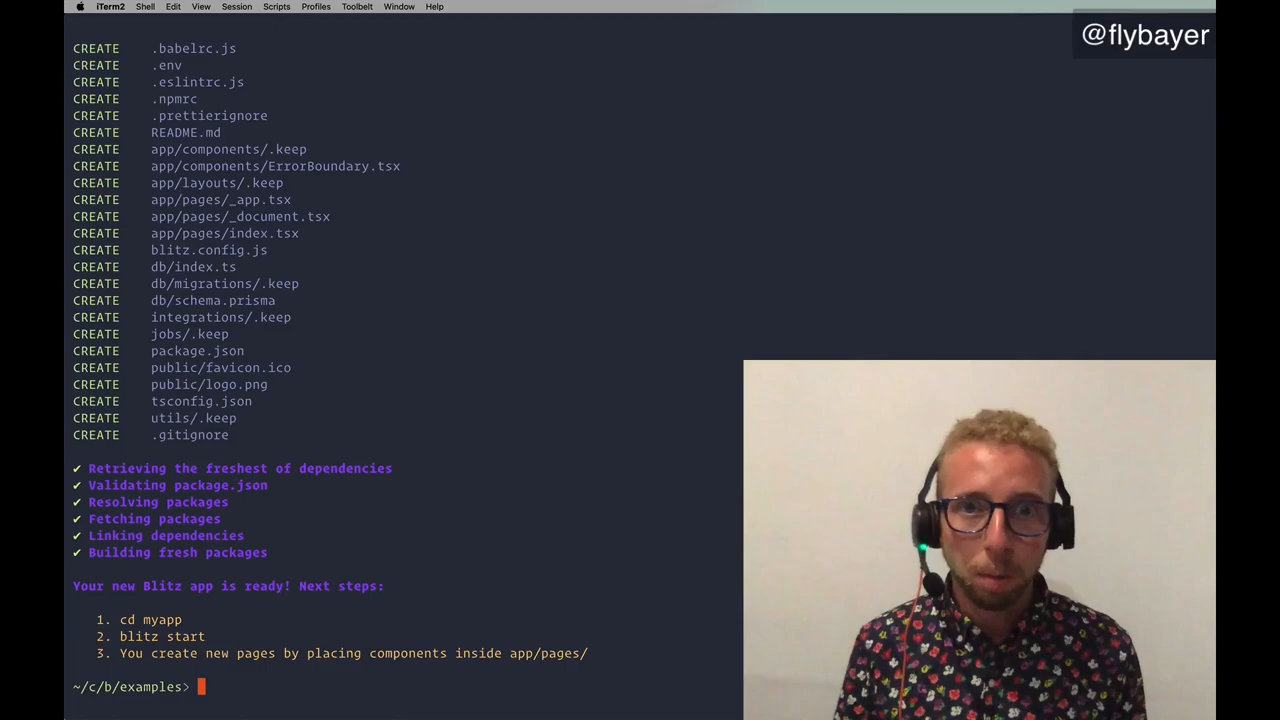 iTerm2 Shell Edit View Session Scripts Profiles Toolbelt Window Help
@flybayer
CREATE .babelrc.js
CREATE .env
CREATE .eslintrc.js
CREATE .npmrc
CREATE .prettierignore
CREATE README.md
CREATE app/components/.keep
CREATE app/components/ErrorBoundary.tsx
CREATE app/layouts/.keep
CREATE app/pages/_app.tsx
CREATE app/pages/_document.tsx
CREATE app/pages/index.tsx
CREATE blitz.config.js
CREATE db/index.ts
CREATE db/migrations/.keep
CREATE db/schema.prisma
CREATE integrations/.keep
CREATE jobs/.keep
CREATE package.json
CREATE public/favicon.ico
CREATE public/logo.png
CREATE tsconfig.json
CREATE utils/.keep
CREATE .gitignore
✔ Retrieving the freshest of dependencies
✔ Validating package.json
✔ Resolving packages
✔ Fetching packages
✔ Linking dependencies
✔ Building fresh packages
Your new Blitz app is ready! Next steps:
1. cd myapp
2. blitz start
3. You create new pages by placing components inside app/pages/
~/c/b/examples>